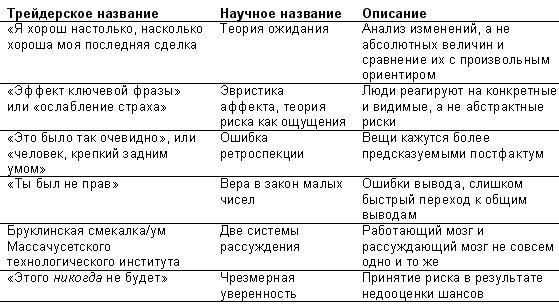 Трейдерское название Научное название Описание
«Я хорош настолько, насколько Теория ожидания Анализ изменений, а не
хороша моя последняя сделка абсолютных величин и
сравнение их с произвольным
ориентиром
«Эффект ключевой фразы» Эвристика Люди реагируют на конкретные
или «ослабление страха» аффекта, теория и видимые, а не абстрактные
риска как ощущения риски
«Это было так очевидно», или Ошибка Вещи кажутся более
«человек, крепкий задним ретроспекции предсказуемыми постфактум
умом»
«Ты был не прав» Вера в закон малых Ошибки вывода, слишком
чисел быстрый переход к общим
выводам
Бруклинская смекалка/ум Две системы Работающий мозг и
Массачусетского рассуждения рассуждающий мозг не совсем
технологического института одно и то же
«Этого никогда не будет» Чрезмерная Принятие риска в результате
уверенность недооценки шансов